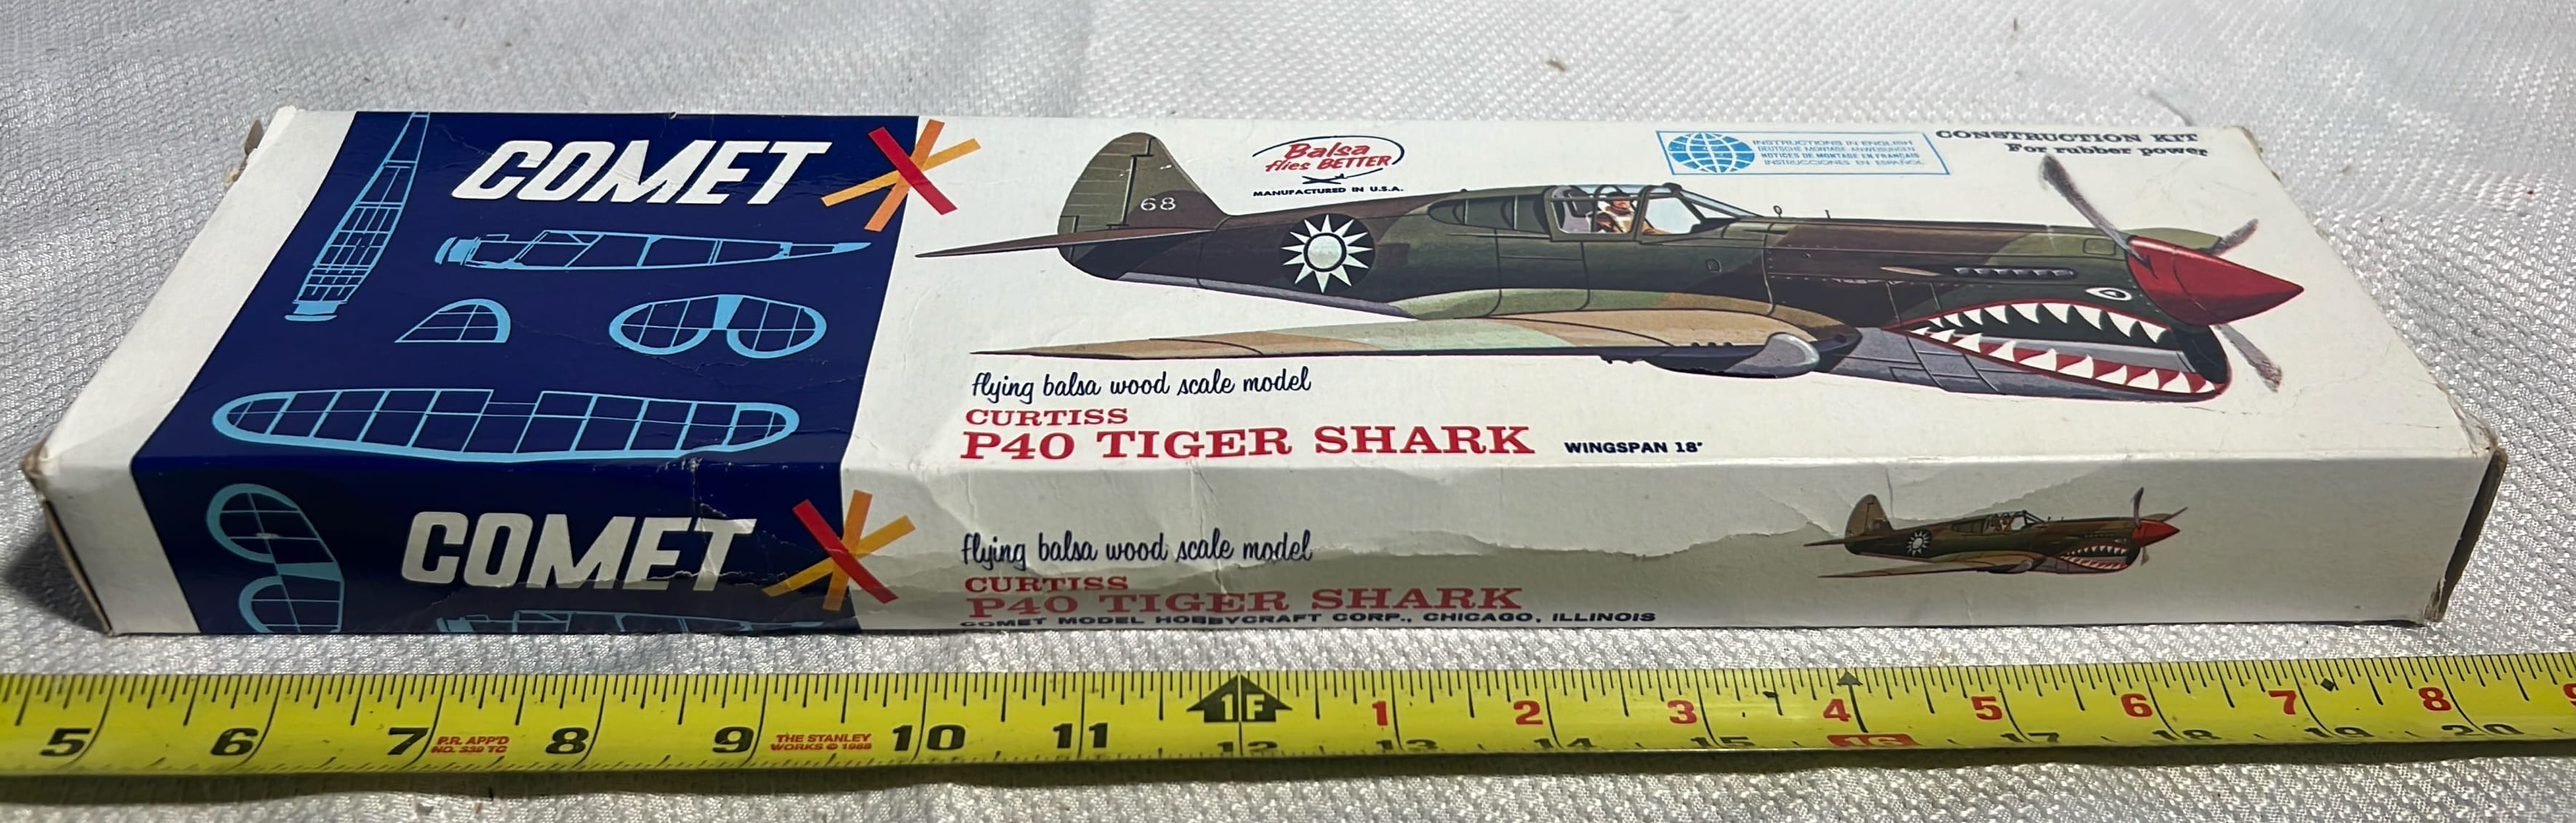 COMET
Balsa
flies BETTER
MANUFACTURED IN U.S.A.
INSTRUCTIONS IN ENGLISH
DEUTSCHE MONTAGE-ANWEISUNGEN
NOTICES DE MONTAGE EN FRANÇAIS
INSTRUCCIONES EN ESPAÑOL
CONSTRUCTION KIT
For rubber power
68
flying balsa wood scale model
CURTISS
P40 TIGER SHARK
WINGSPAN 18"
COMET
flying balsa wood scale model
CURTISS
P40 TIGER SHARK
COMET MODEL HOBBYCRAFT CORP., CHICAGO, ILLINOIS
1F 1 2 3 4 5 6 7 8 9
5 6 7 P.R. APP'D 8 9 THE STANLEY 10 11 12 13 14 15 16 17 18 19 20
NO. 339 TC WORKS © 1988